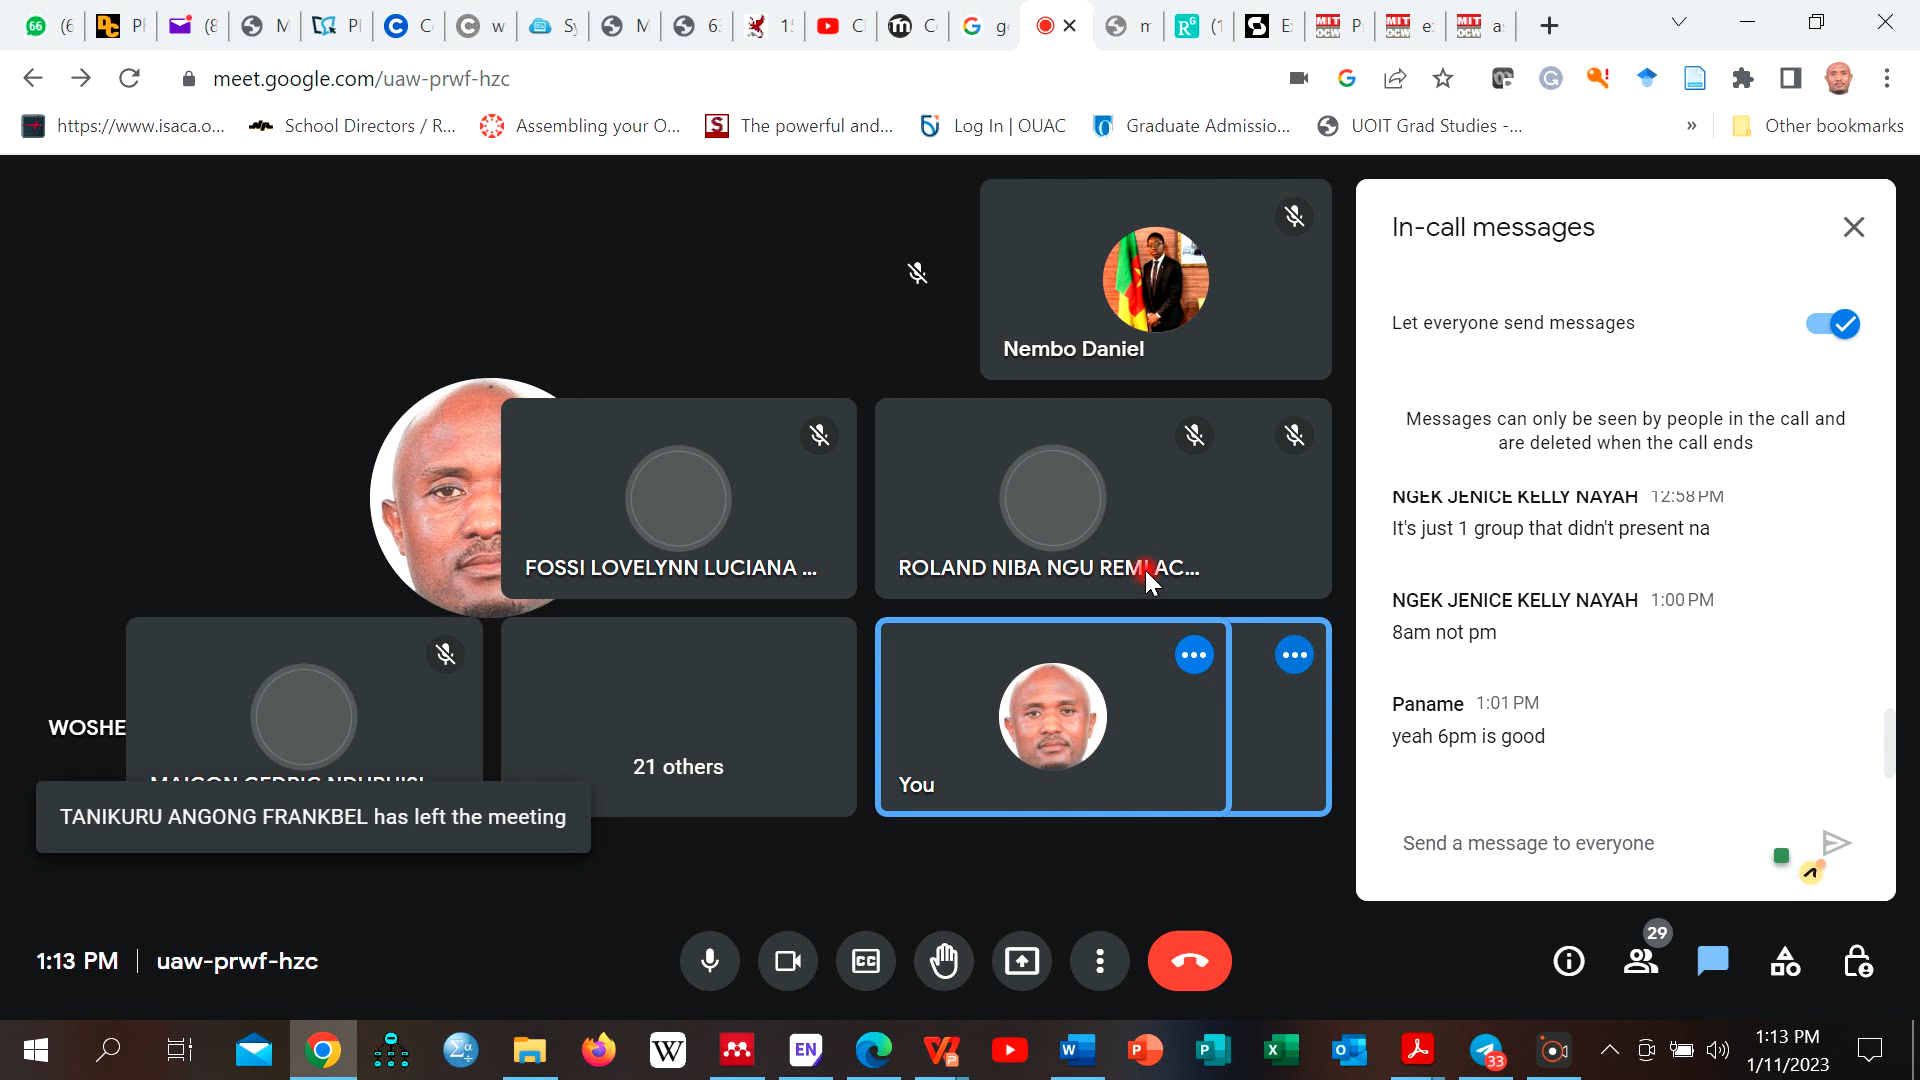 meet.google.com/uaw-prwf-hzc
https://www.isaca.o...
School Directors / R...
Assembling your O...
The powerful and...
Log In | OUAC
Graduate Admissio...
UOIT Grad Studies -...
»
Other bookmarks
Nembo Daniel
FOSSI LOVELYNN LUCIANA ...
ROLAND NIBA NGU REMI AC...
WOSHE
21 others
You
TANIKURU ANGONG FRANKBEL has left the meeting
In-call messages
Let everyone send messages
Messages can only be seen by people in the call and
are deleted when the call ends
NGEK JENICE KELLY NAYAH 12:58 PM
It's just 1 group that didn't present na
NGEK JENICE KELLY NAYAH 1:00 PM
8am not pm
Paname 1:01 PM
yeah 6pm is good
Send a message to everyone
1:13 PM | uaw-prwf-hzc
29
1:13 PM
1/11/2023